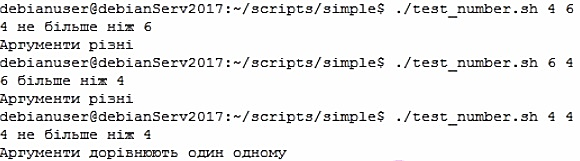 debianuser@debianServ2017:~/scripts/simple$ ./test_number.sh 4 6
4 не більше ніж 6
Аргументи різні
debianuser@debianServ2017:~/scripts/simple$ ./test_number.sh 6 4
6 більше ніж 4
Аргументи різні
debianuser@debianServ2017:~/scripts/simple$ ./test_number.sh 4 4
4 не більше ніж 4
Аргументи дорівнюють один одному